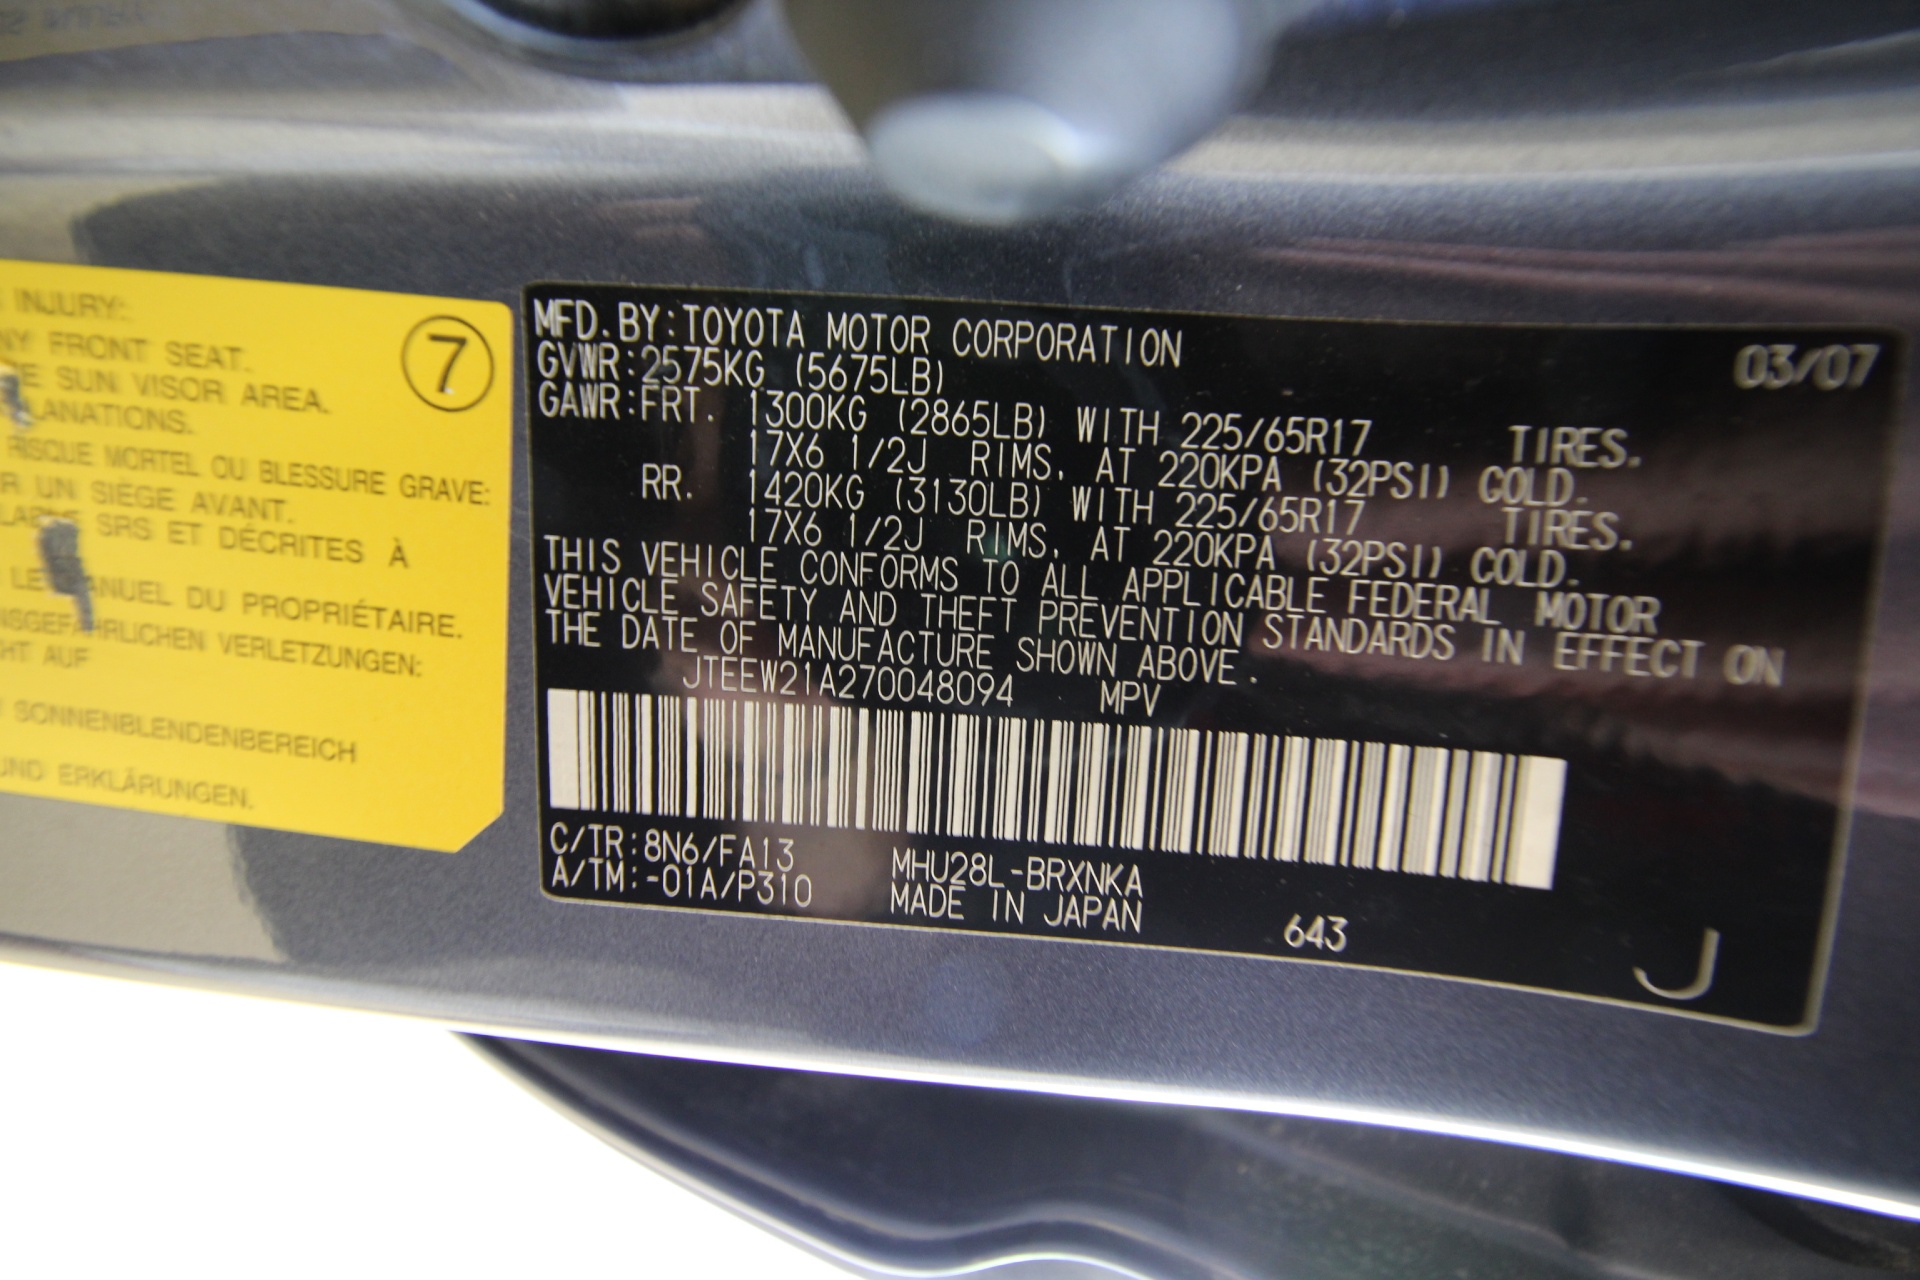 INJURY:
NY FRONT SEAT.
SUN VISOR AREA.
RISQUE MORTEL OU BLESSURE GRAVE:
UN SIÈGE AVANT.
SRS ET DÉCRITES À
LE MANUEL DU PROPRIÉTAIRE.
VERLETZUNGEN:
HT AUF
SONNENBLENDENBEREICH
UND ERKLÄRUNGEN.
7
MFD. BY: TOYOTA MOTOR CORPORATION 03/07
GVWR: 2575KG (5675LB)
GAWR: FRT. 1300KG (2865LB) WITH 225/65R17 TIRES.
17X6 1/2J RIMS, AT 220KPA (32PSI) COLD.
RR. 1420KG (3130LB) WITH 225/65R17 TIRES.
17X6 1/2J RIMS, AT 220KPA (32PSI) COLD.
THIS VEHICLE CONFORMS TO ALL APPLICABLE FEDERAL MOTOR
VEHICLE SAFETY AND THEFT PREVENTION STANDARDS IN EFFECT ON
THE DATE OF MANUFACTURE SHOWN ABOVE.
JTEEW21A270048094 MPV
C/TR: 8N6/FA13 MHU28L-BRXNKA
A/TM: -01A/P310 MADE IN JAPAN 643
J